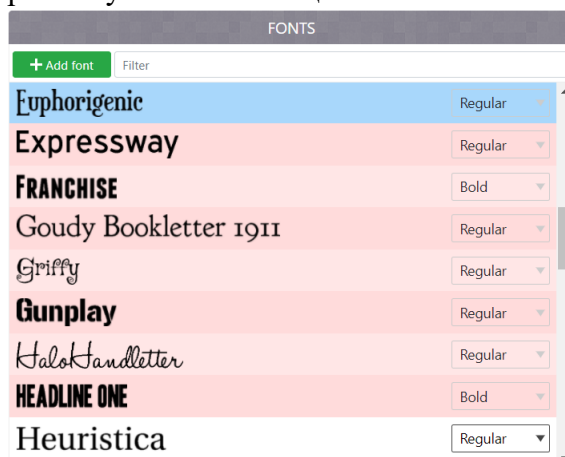 FONTS
+ Add font Filter
Euphorigenic Regular
Expressway Regular
FRANCHISE Bold
Goudy Bookletter 1911 Regular
Griffy Regular
Gunplay Regular
HaloHandletter Regular
HEADLINE ONE Bold
Heuristica Regular